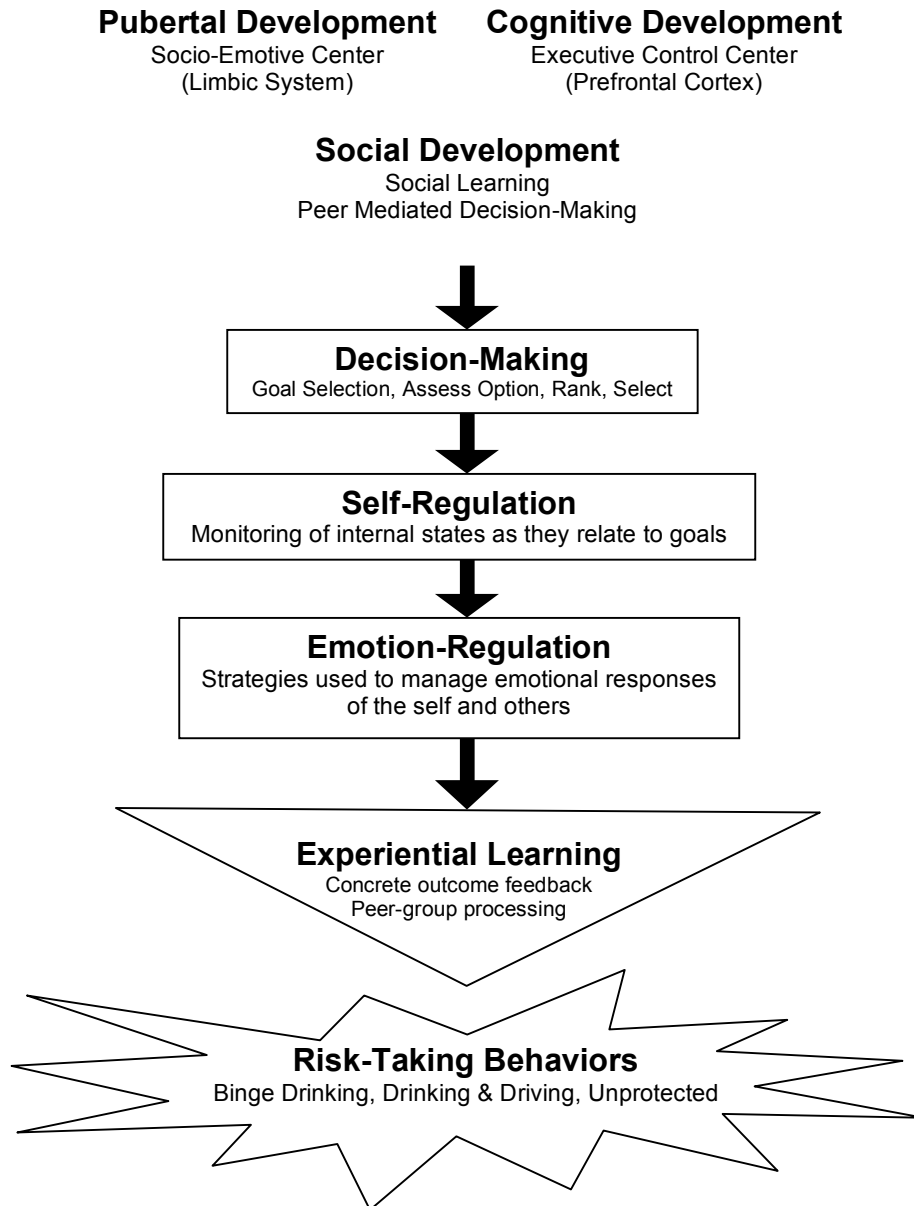 Pubertal Development
Socio-Emotive Center
(Limbic System)
Cognitive Development
Executive Control Center
(Prefrontal Cortex)
Social Development
Social Learning
Peer Mediated Decision-Making
Decision-Making
Goal Selection, Assess Option, Rank, Select
Self-Regulation
Monitoring of internal states as they relate to goals
Emotion-Regulation
Strategies used to manage emotional responses
of the self and others
Experiential Learning
Concrete outcome feedback
Peer-group processing
Risk-Taking Behaviors
Binge Drinking, Drinking & Driving, Unprotected